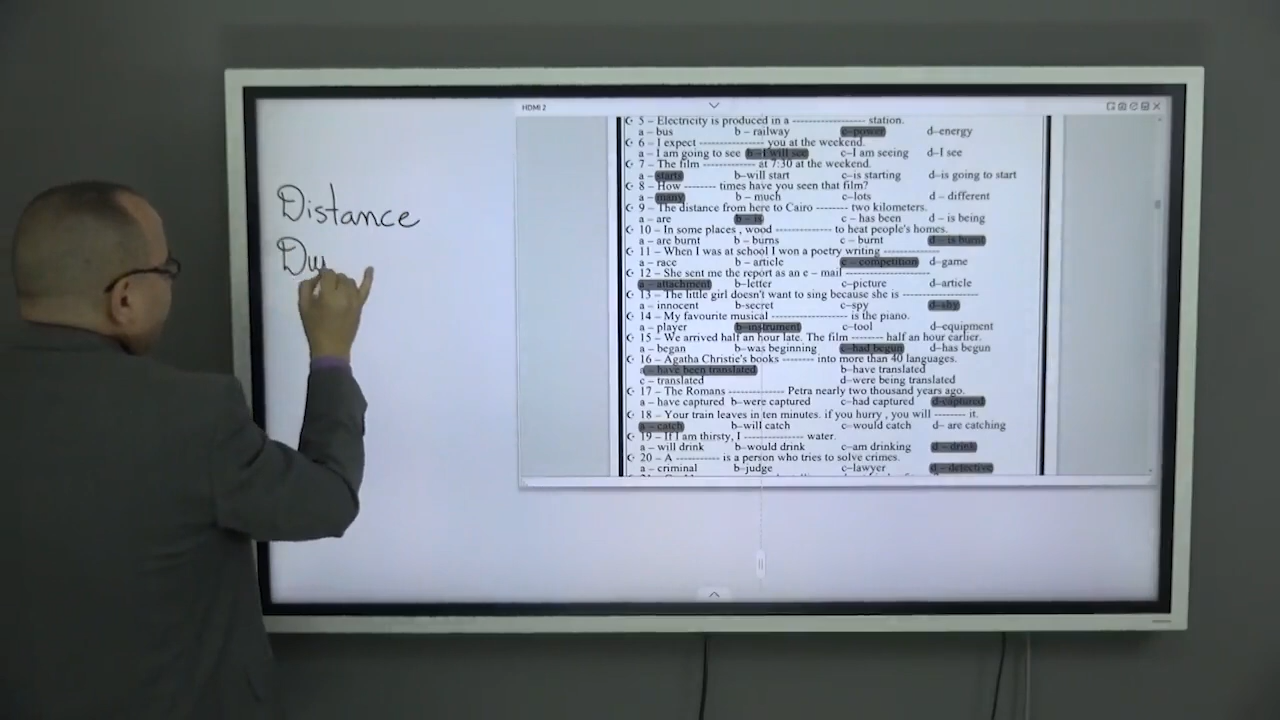 HDMI 2
Distance
Du
5 – Electricity is produced in a ---------------- station.
a – bus b – railway c–power d–energy
6 – I expect -------------- you at the weekend.
a – I am going to see b – I will see c–I am seeing d–I see
7 – The film ------------ at 7:30 at the weekend.
a – starts b–will start c–is starting d–is going to start
8 – How ------- times have you seen that film?
a – many b – much c–lots d – different
9 – The distance from here to Cairo ------- two kilometers.
a – are b – is c – has been d – is being
10 – In some places , wood ------------ to heat people's homes.
a – are burnt b – burns c – burnt d – is burnt
11 – When I was at school I won a poetry writing ------------
a – race b – article c – competition d–game
12 – She sent me the report as an e – mail ------------------
a – attachment b–letter c–picture d–article
13 – The little girl doesn't want to sing because she is ----------------
a – innocent b–secret c–spy d–shy
14 – My favourite musical ---------------- is the piano.
a – player b–instrument c–tool d–equipment
15 – We arrived half an hour late. The film ------- half an hour earlier.
a – began b–was beginning c–had begun d–has begun
16 – Agatha Christie's books ------- into more than 40 languages.
a – have been translated b–have translated
c – translated d–were being translated
17 – The Romans ------------ Petra nearly two thousand years ago.
a – have captured b–were captured c–had captured d–captured
18 – Your train leaves in ten minutes. if you hurry , you will ------- it.
a – catch b–will catch c–would catch d– are catching
19 – If I am thirsty, I ------------- water.
a – will drink b–would drink c–am drinking d – drink
20 – A ---------- is a person who tries to solve crimes.
a – criminal b–judge c–lawyer d – detective